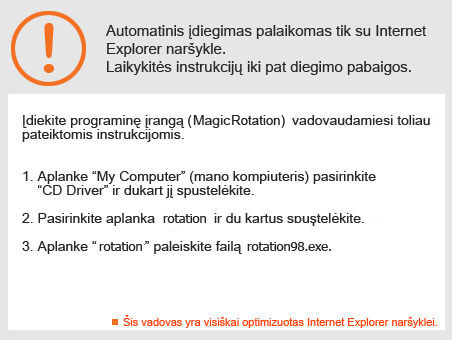 Automatinis įdiegimas palaikomas tik su Internet
Explorer naršykle.
Laikykitės instrukcijų iki pat diegimo pabaigos.
Įdiekite programinę įrangą (MagicRotation) vadovaudamiesi toliau
pateiktomis instrukcijomis.
1. Aplanke “My Computer” (mano kompiuteris) pasirinkite
“CD Driver” ir dukart jį spustelėkite.
2. Pasirinkite aplanka rotation ir du kartus spuştelėkite.
3. Aplanke “rotation” paleiskite failą rotation98.exe.
Šis vadovas yra visiškai optimizuotas Internet Explorer naršyklei.